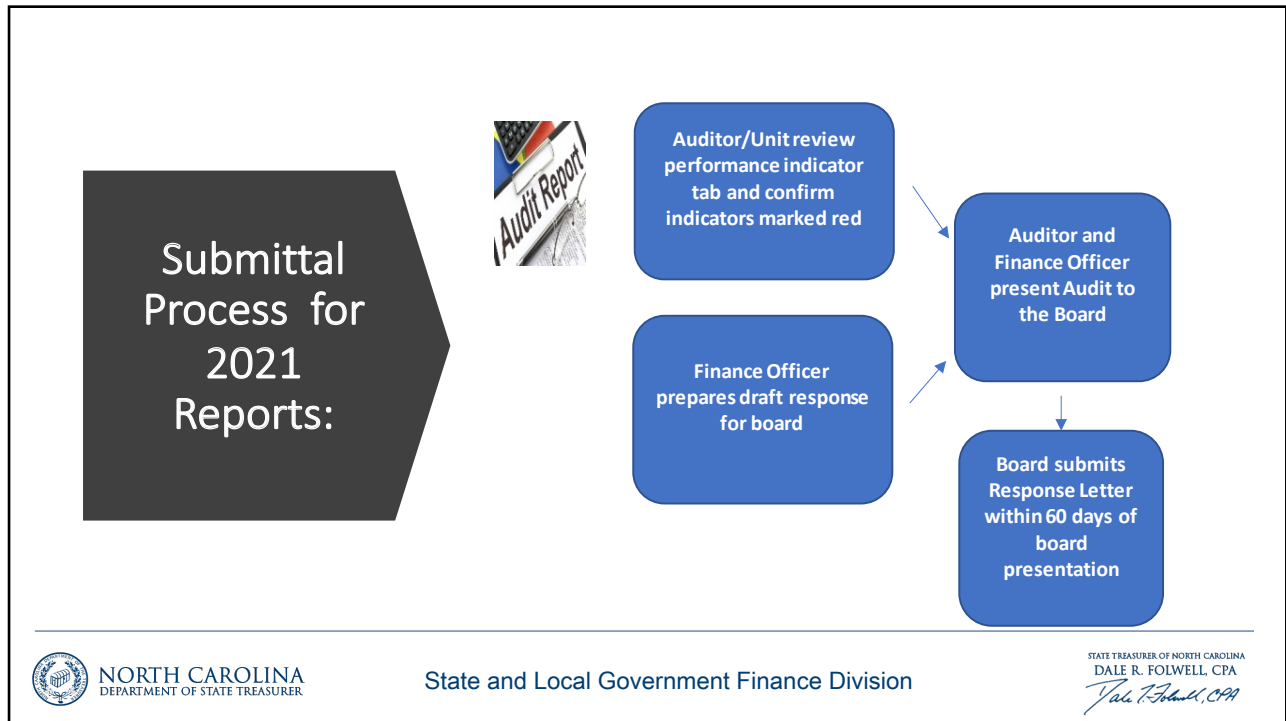 Submittal
Process for
2021
Reports:
Audit Report
Auditor/Unit review
performance indicator
tab and confirm
indicators marked red
Finance Officer
prepares draft response
for board
Auditor and
Finance Officer
present Audit to
the Board
Board submits
Response Letter
within 60 days of
board
presentation
NORTH CAROLINA
DEPARTMENT OF STATE TREASURER
State and Local Government Finance Division
STATE TREASURER OF NORTH CAROLINA
DALE R. FOLWELL, CPA
Dale R. Folwell, CPA